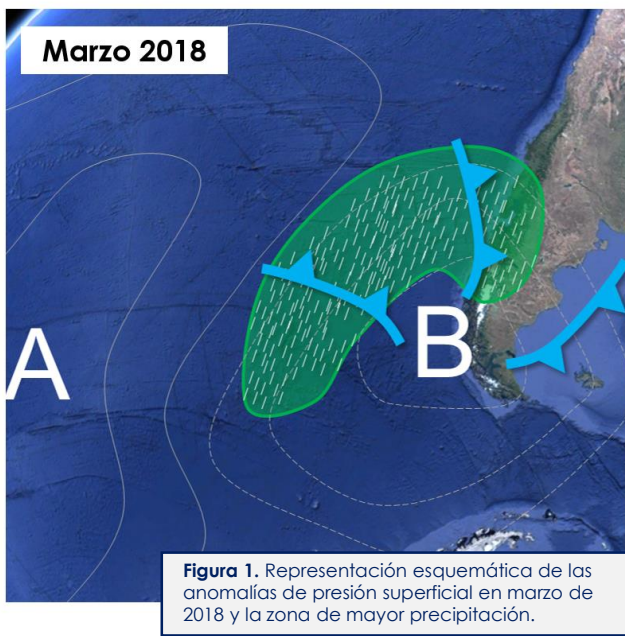 Marzo 2018
A
B
Figura 1. Representación esquemática de las
anomalías de presión superficial en marzo de
2018 y la zona de mayor precipitación.